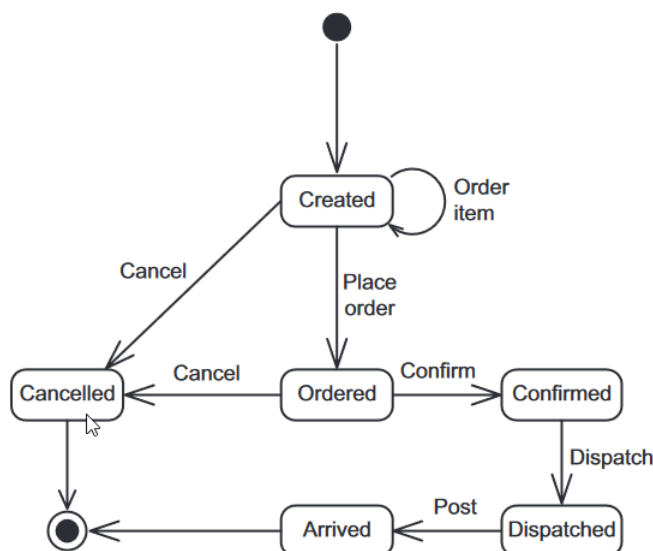 Created
Order
item
Cancel
Place
order
Cancelled
Cancel
Ordered
Confirm
Confirmed
Dispatch
Arrived
Post
Dispatched